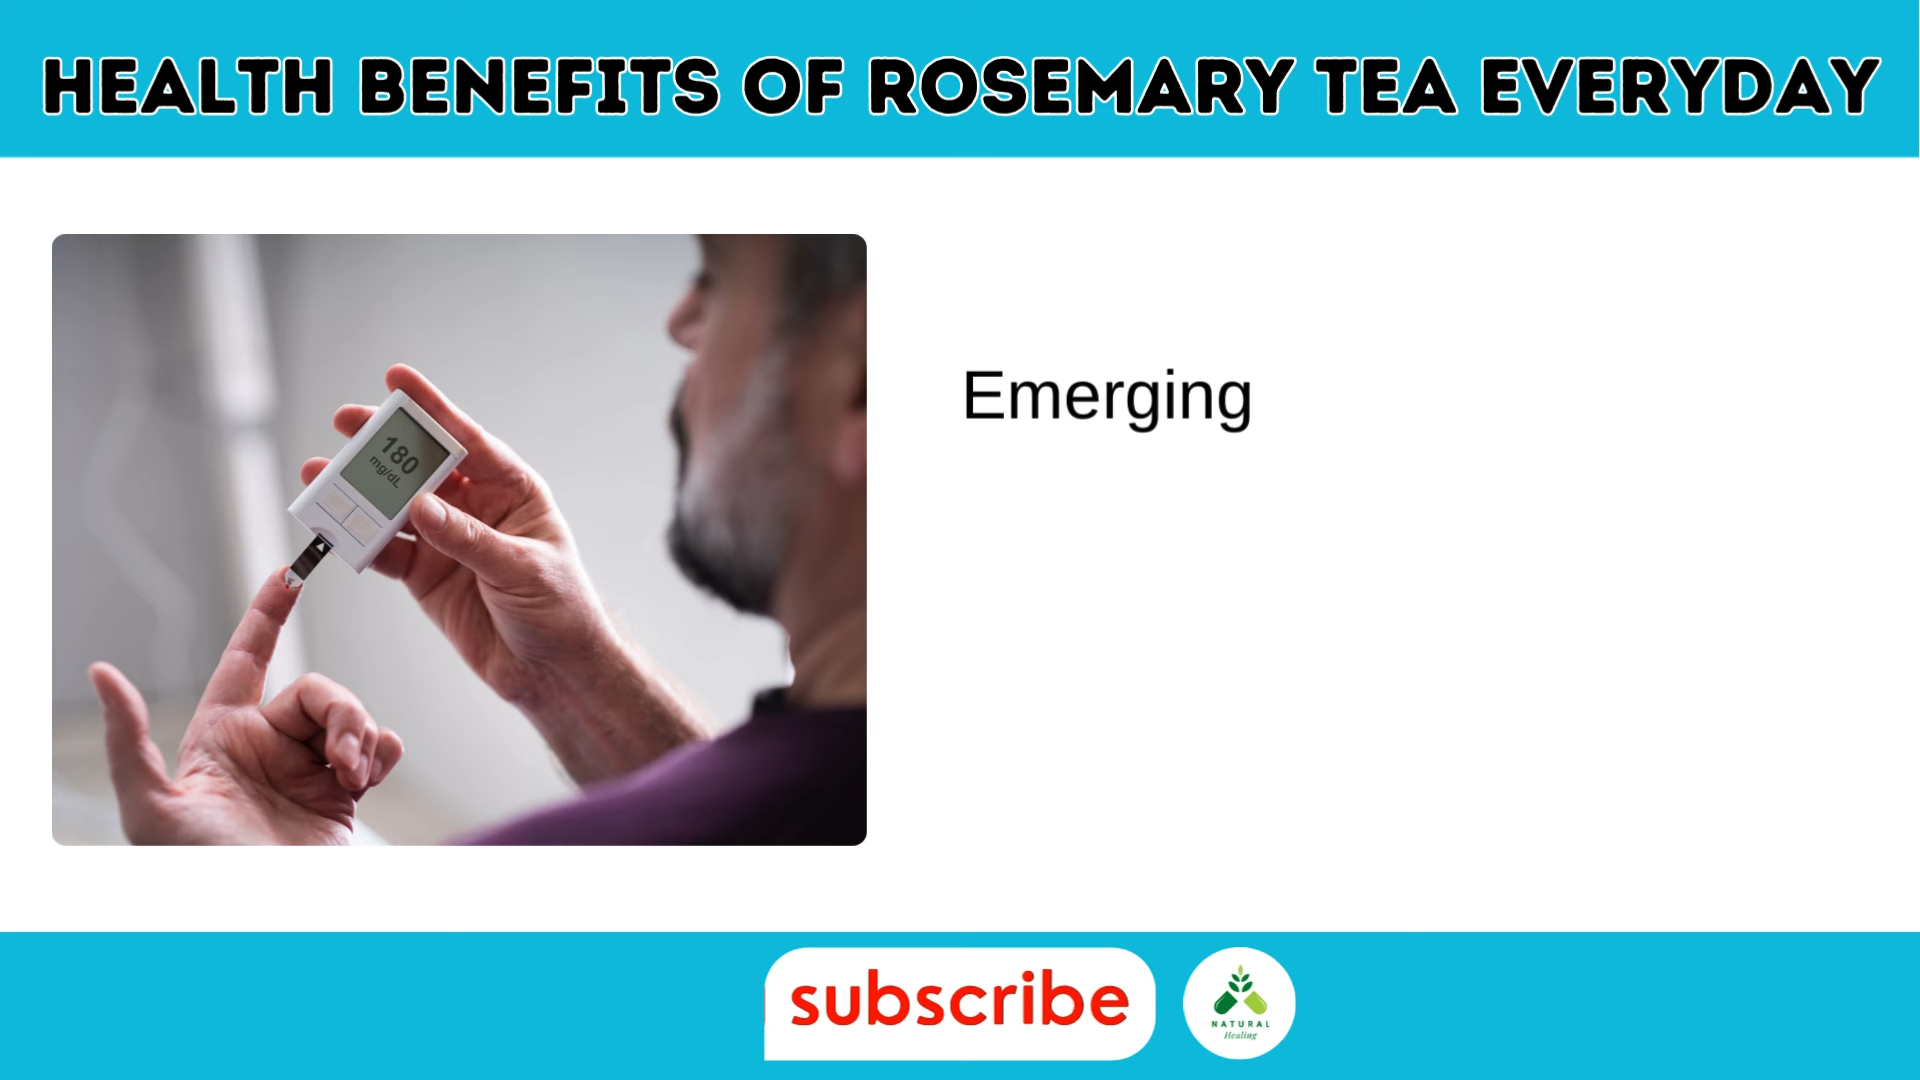 HEALTH BENEFITS OF ROSEMARY TEA EVERYDAY
180
mg/dL
Emerging
subscribe
NATURAL
Healing